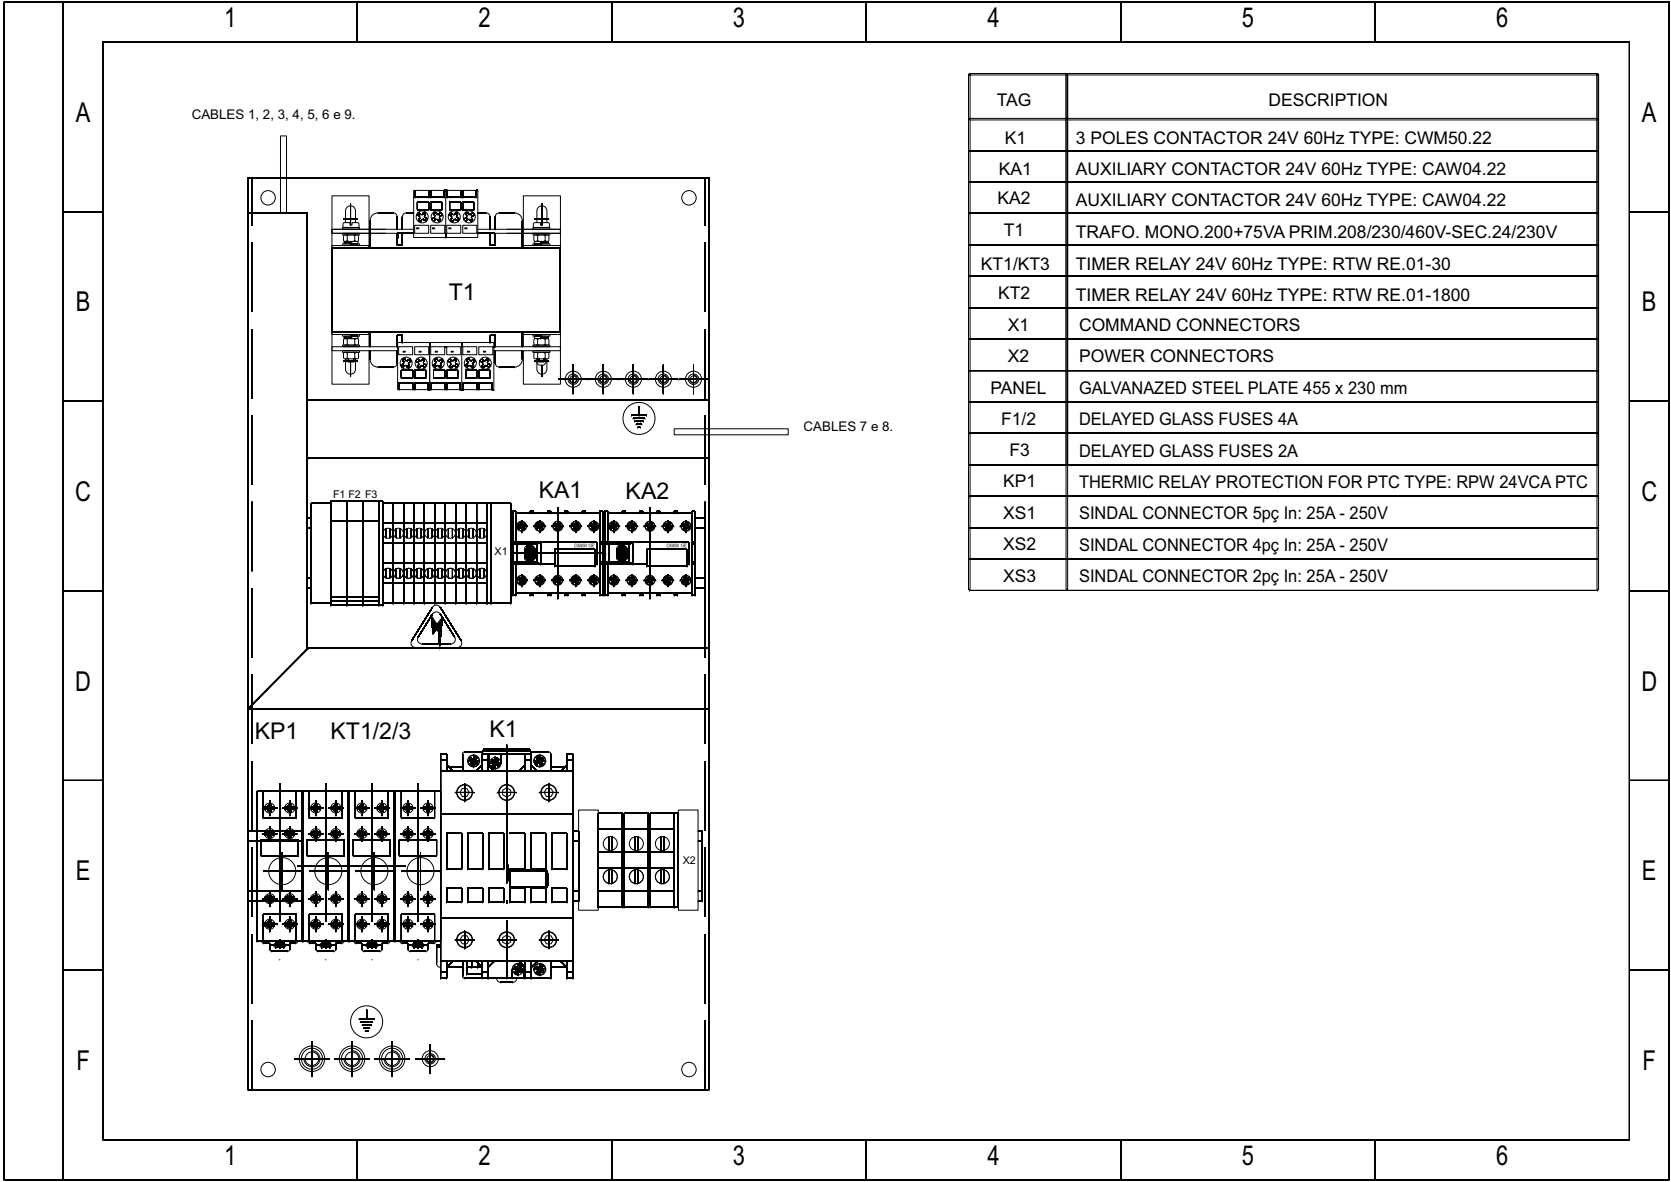 1 2 3 4 5 6
A A
CABLES 1, 2, 3, 4, 5, 6 e 9.
T1
B B
CABLES 7 e 8.
C C
F1 F2 F3
KA1 KA2
X1
D D
KP1 KT1/2/3 K1
X2
E E
F F
1 2 3 4 5 6
TAG DESCRIPTION
K1 3 POLES CONTACTOR 24V 60Hz TYPE: CWM50.22
KA1 AUXILIARY CONTACTOR 24V 60Hz TYPE: CAW04.22
KA2 AUXILIARY CONTACTOR 24V 60Hz TYPE: CAW04.22
T1 TRAFO. MONO.200+75VA PRIM.208/230/460V-SEC.24/230V
KT1/KT3 TIMER RELAY 24V 60Hz TYPE: RTW RE.01-30
KT2 TIMER RELAY 24V 60Hz TYPE: RTW RE.01-1800
X1 COMMAND CONNECTORS
X2 POWER CONNECTORS
PANEL GALVANAZED STEEL PLATE 455 x 230 mm
F1/2 DELAYED GLASS FUSES 4A
F3 DELAYED GLASS FUSES 2A
KP1 THERMIC RELAY PROTECTION FOR PTC TYPE: RPW 24VCA PTC
XS1 SINDAL CONNECTOR 5pç In: 25A - 250V
XS2 SINDAL CONNECTOR 4pç In: 25A - 250V
XS3 SINDAL CONNECTOR 2pç In: 25A - 250V